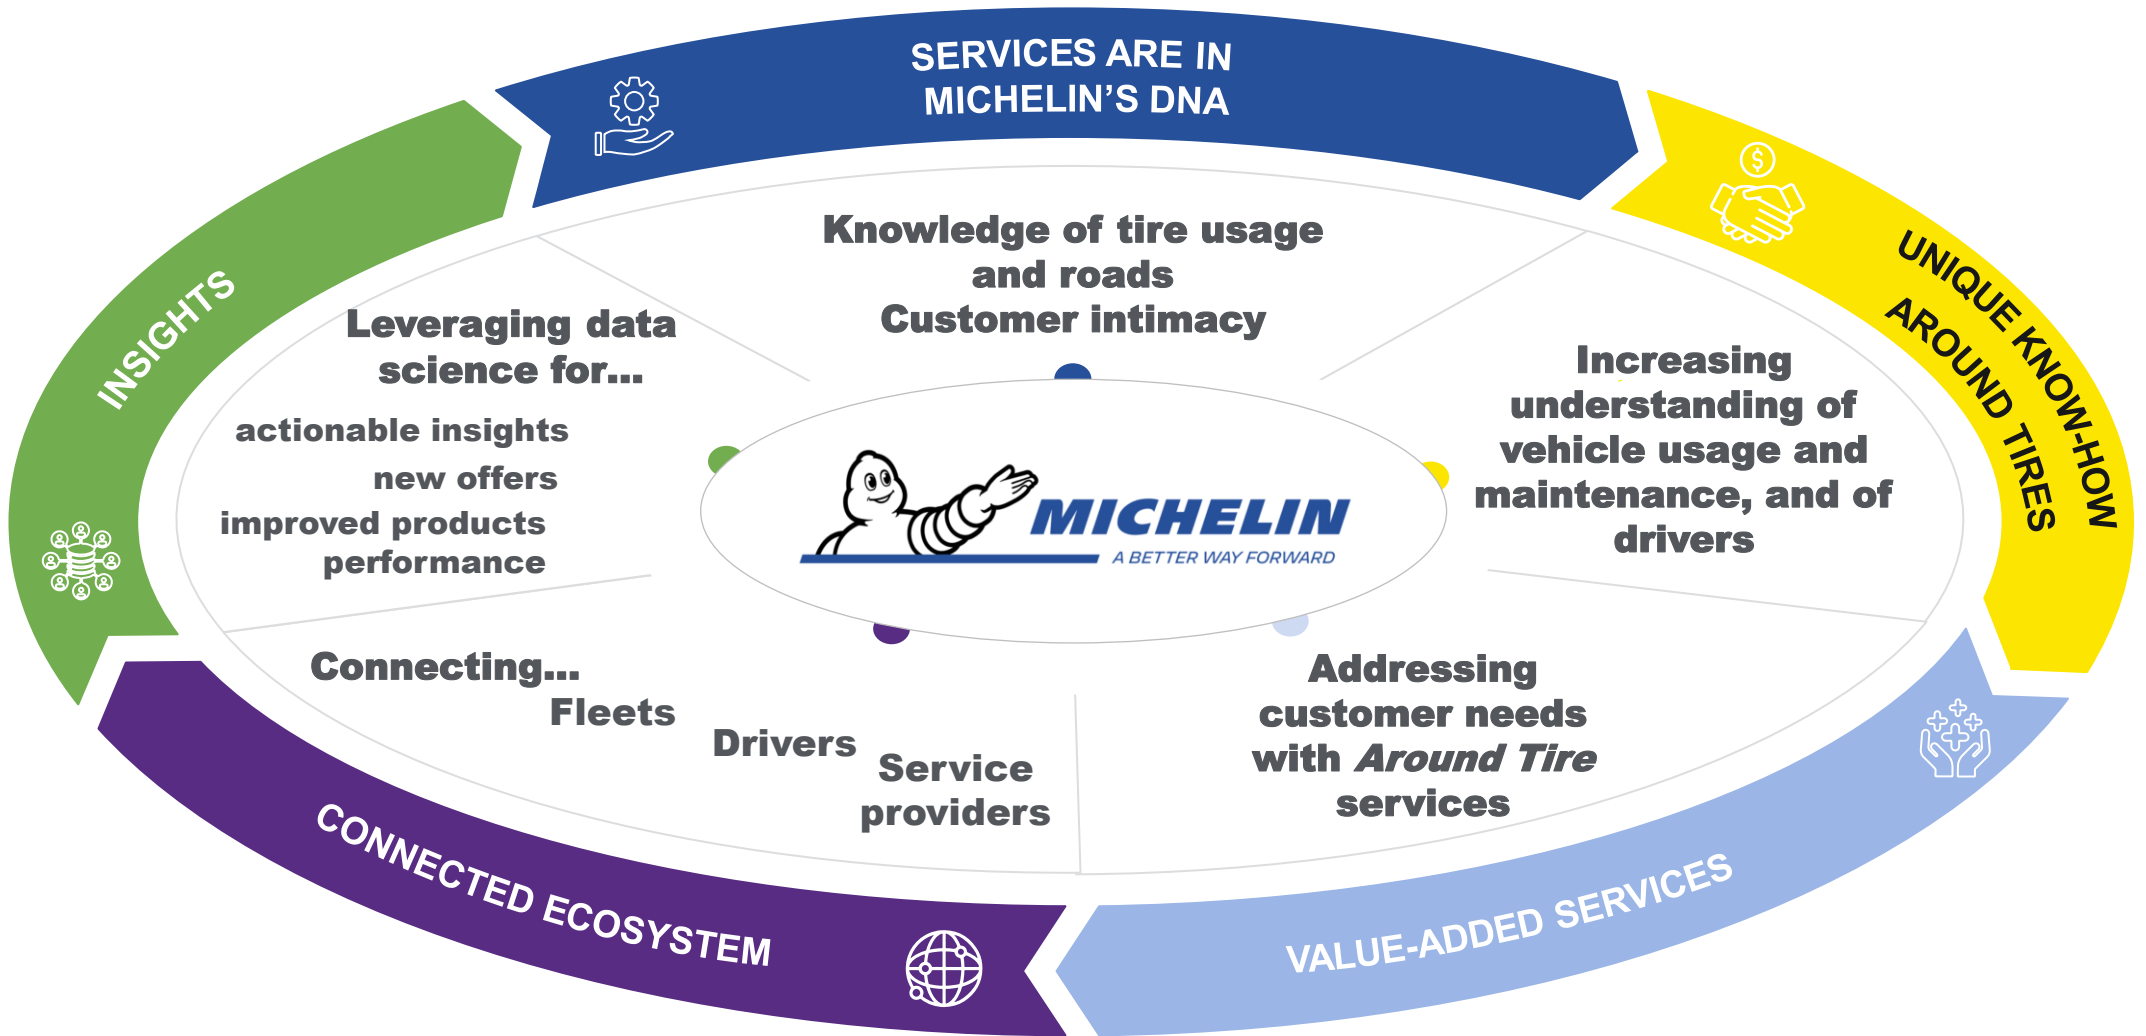 SERVICES ARE IN
MICHELIN’S DNA
Knowledge of tire usage
and roads
Customer intimacy
UNIQUE KNOW-HOW
AROUND TIRES
Increasing
understanding of
vehicle usage and
maintenance, and of
drivers
VALUE-ADDED SERVICES
Addressing
customer needs
with Around Tire
services
CONNECTED ECOSYSTEM
Connecting...
Fleets
Drivers
Service
providers
INSIGHTS
Leveraging data
science for...
actionable insights
new offers
improved products
performance
MICHELIN
A BETTER WAY FORWARD
$